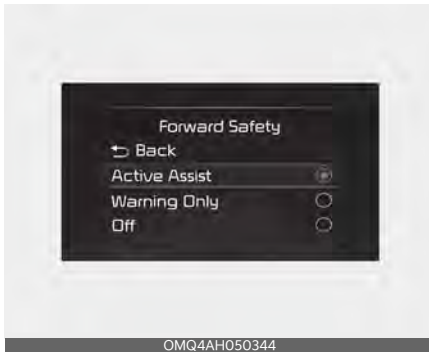 Forward Safety
Back
Active Assist
Warning Only
Off
OMQ4AH050344